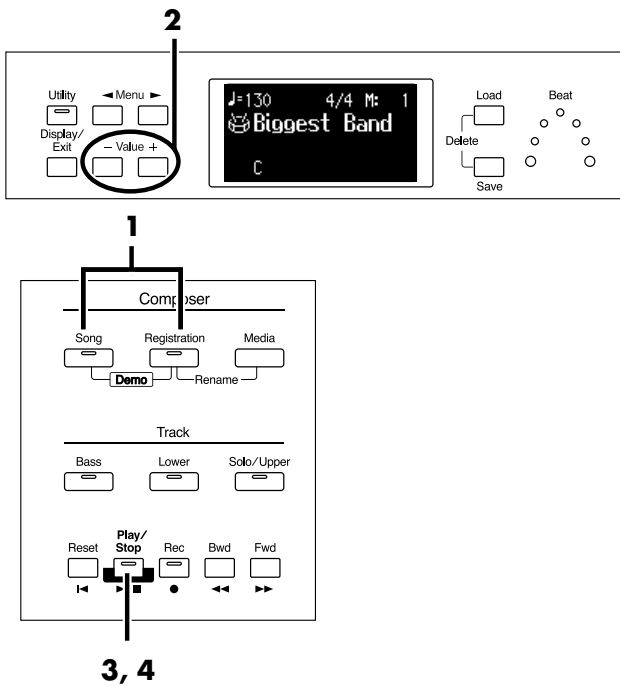 2
Utility
◄ Menu ►
Display/
Exit
– Value +
♩=130 4/4 M: 1
Biggest Band
C
Load
Delete
Save
Beat
1
Composer
Song
Registration
Media
Demo
Rename
Track
Bass
Lower
Solo/Upper
Play/
Stop
Reset
Rec
Bwd
Fwd
3, 4